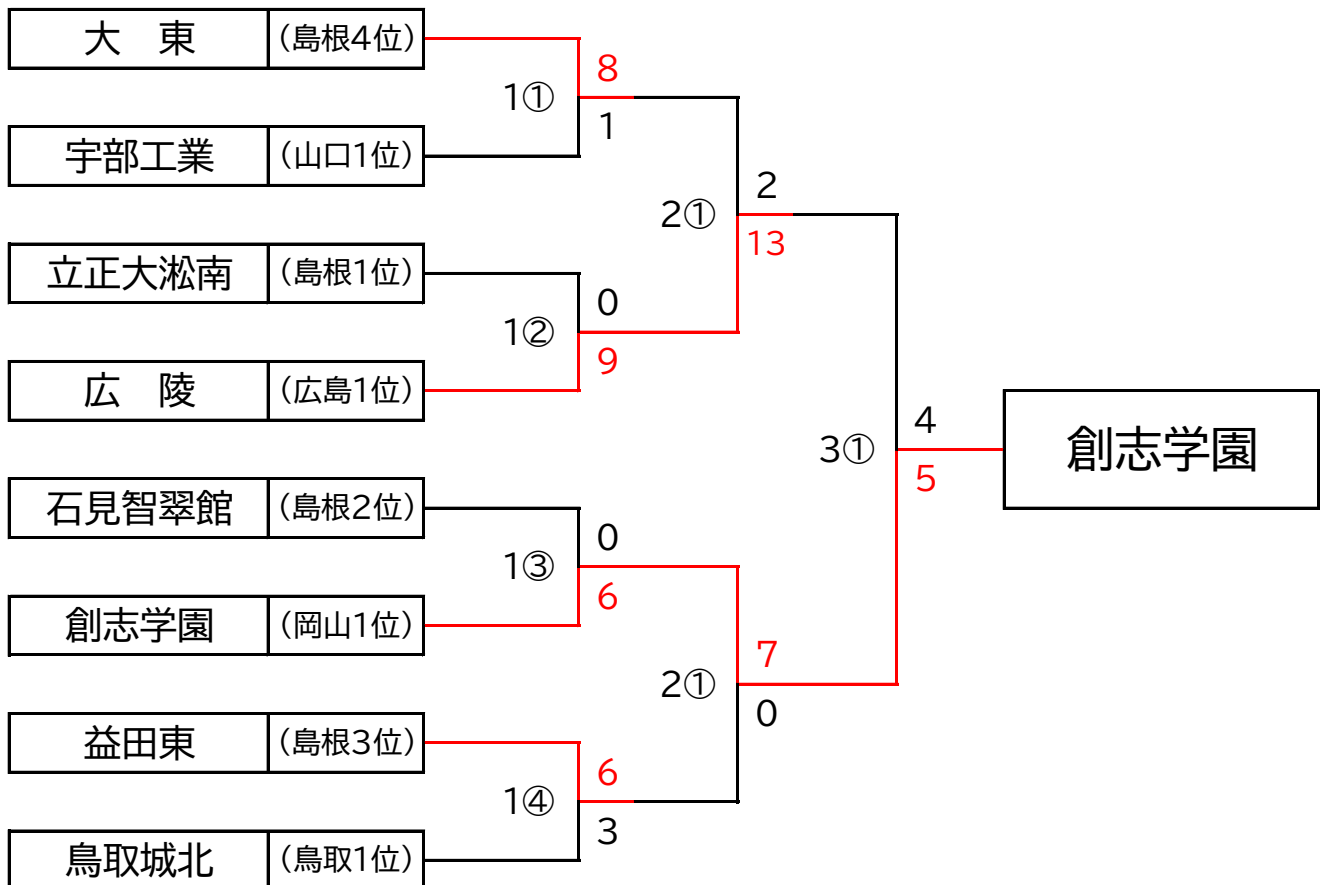 大　東 (島根4位)
8
1①
1
宇部工業 (山口1位)
2
2①
13
立正大淞南 (島根1位)
0
1②
9
広　陵 (広島1位)
4
3①
創志学園
5
石見智翠館 (島根2位)
0
1③
6
創志学園 (岡山1位)
7
2①
0
益田東 (島根3位)
6
1④
3
鳥取城北 (鳥取1位)